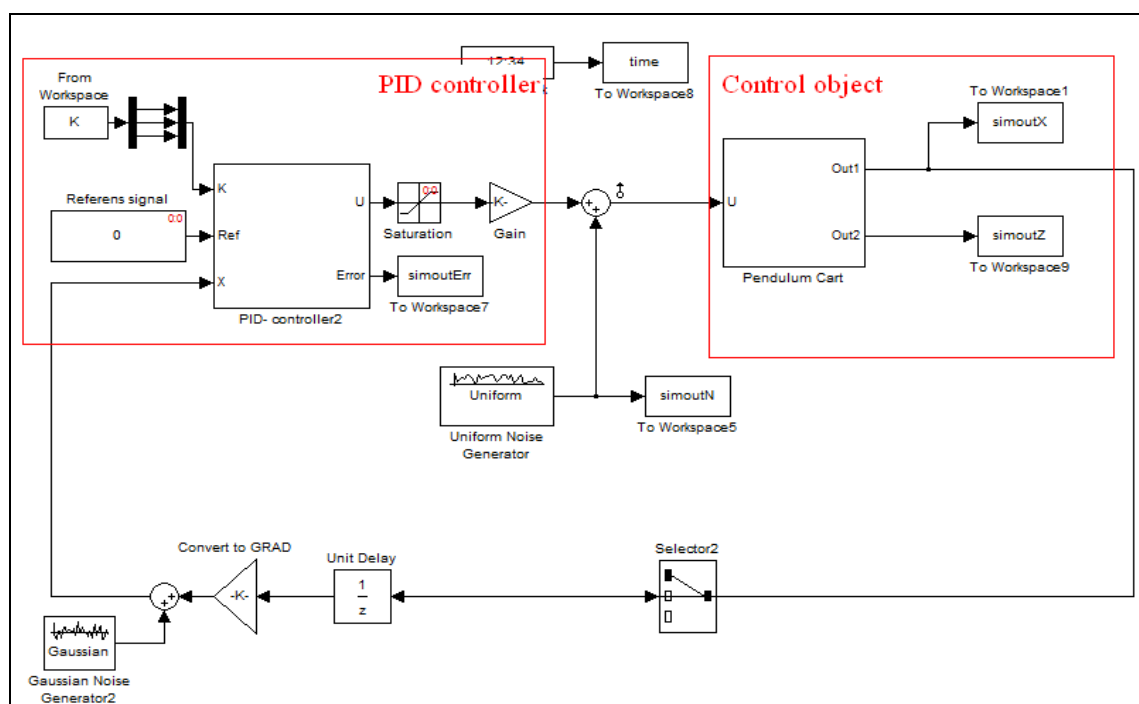 From
Workspace
K
PID controller
12:34
time
To Workspace8
Control object
To Workspace1
simoutX
Out1
U
Out2
simoutZ
To Workspace9
Pendulum Cart
Referens signal
0:0
0
K
Ref
X
U
Error
PID- controller2
0:0
Saturation
-K-
Gain
simoutErr
To Workspace7
+
+
Uniform
Uniform Noise
Generator
simoutN
To Workspace5
Convert to GRAD
-K-
Unit Delay
1
z
Selector2
+
+
Gaussian
Gaussian Noise
Generator2